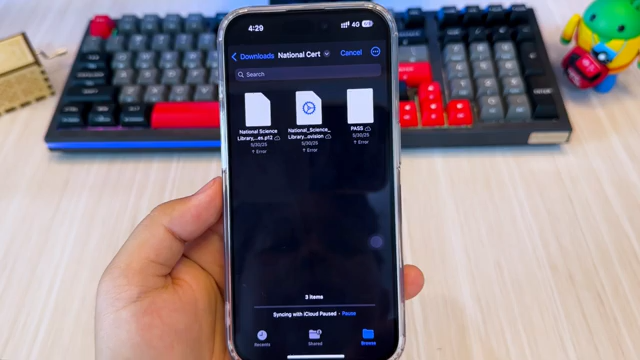 4:29
4G
Downloads National Cert Cancel
Search
National Science
Library,...es.p12
5/30/25
↑ Error
National_Science_
Library...ovision
5/30/25
↑ Error
PASS
5/30/25
↑ Error
3 items
Syncing with iCloud Paused • Pause
Recents
Shared
Browse